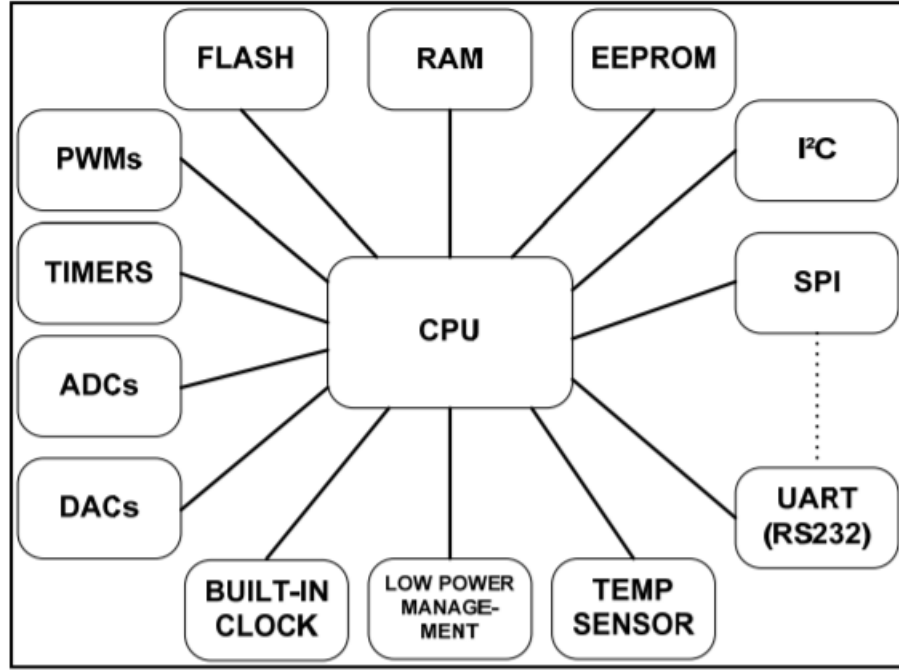 FLASH
RAM
EEPROM
PWMs
I²C
TIMERS
SPI
CPU
ADCs
DACs
UART
(RS232)
BUILT-IN
CLOCK
LOW POWER
MANAGE-
MENT
TEMP
SENSOR